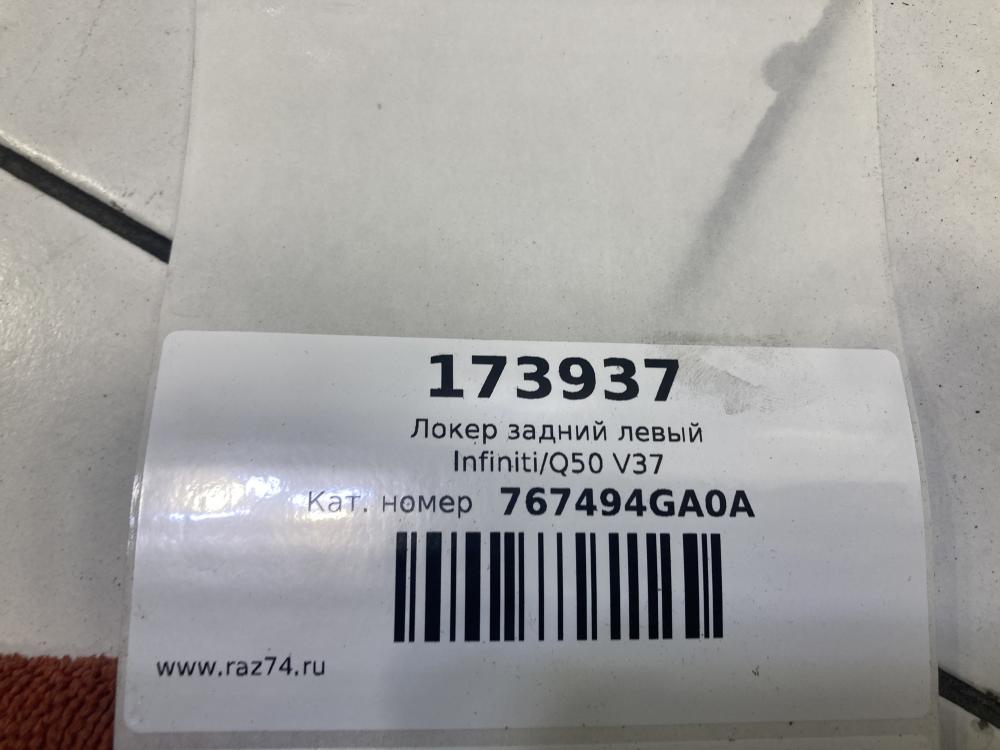 173937
Локер задний левый
Infiniti/Q50 V37
Кат. номер 767494GA0A
www.raz74.ru